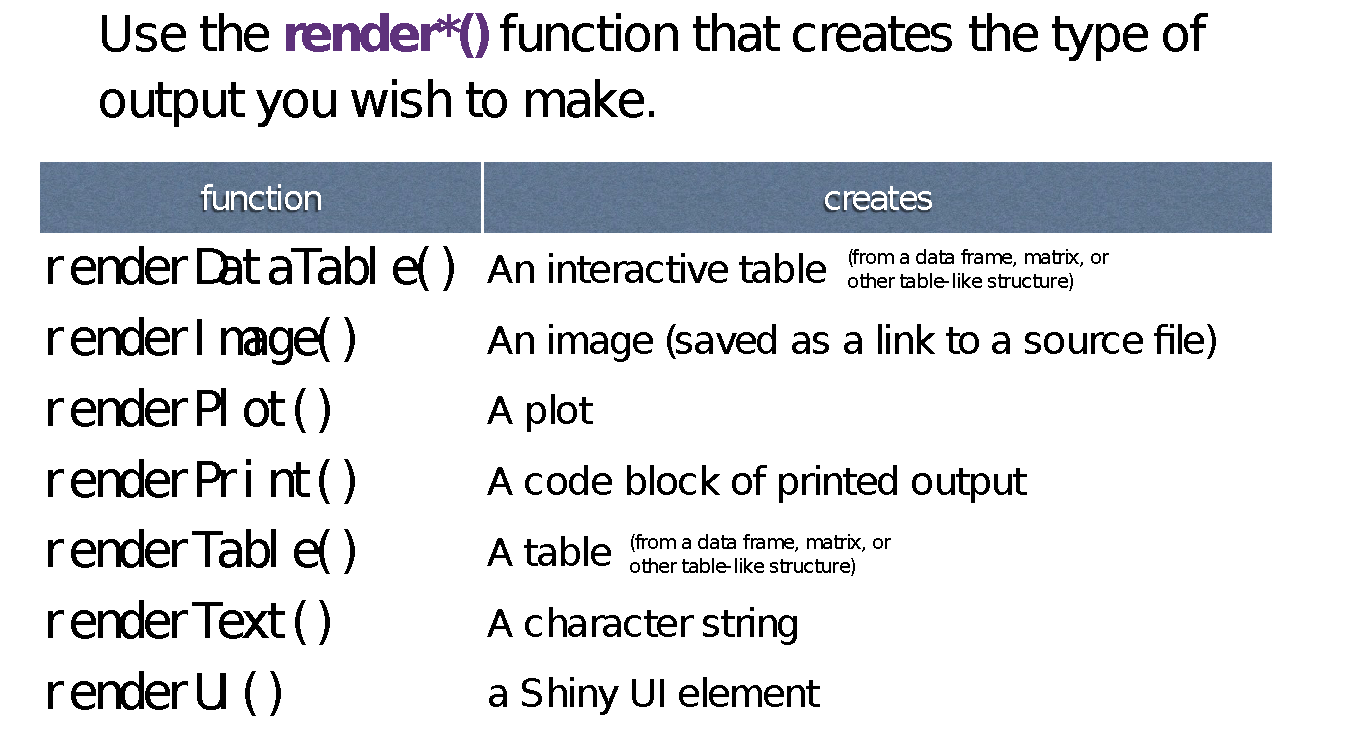 Use the render*() function that creates the type of
output you wish to make.
function creates
renderDataTable() An interactive table (from a data frame, matrix, or
other table-like structure)
renderImage() An image (saved as a link to a source file)
renderPlot() A plot
renderPrint() A code block of printed output
renderTable() A table (from a data frame, matrix, or
other table-like structure)
renderText() A character string
renderUI() a Shiny UI element